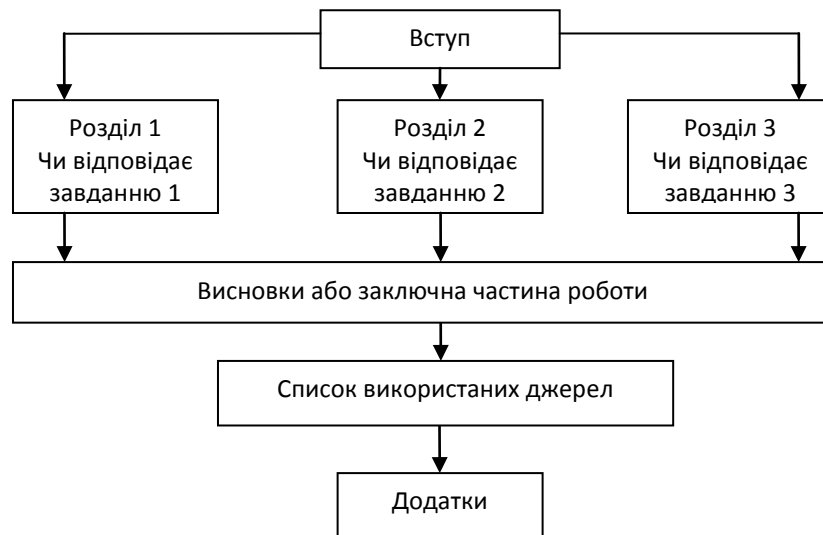 Вступ
Розділ 1
Чи відповідає
завданню 1
Розділ 2
Чи відповідає
завданню 2
Розділ 3
Чи відповідає
завданню 3
Висновки або заключна частина роботи
Список використаних джерел
Додатки